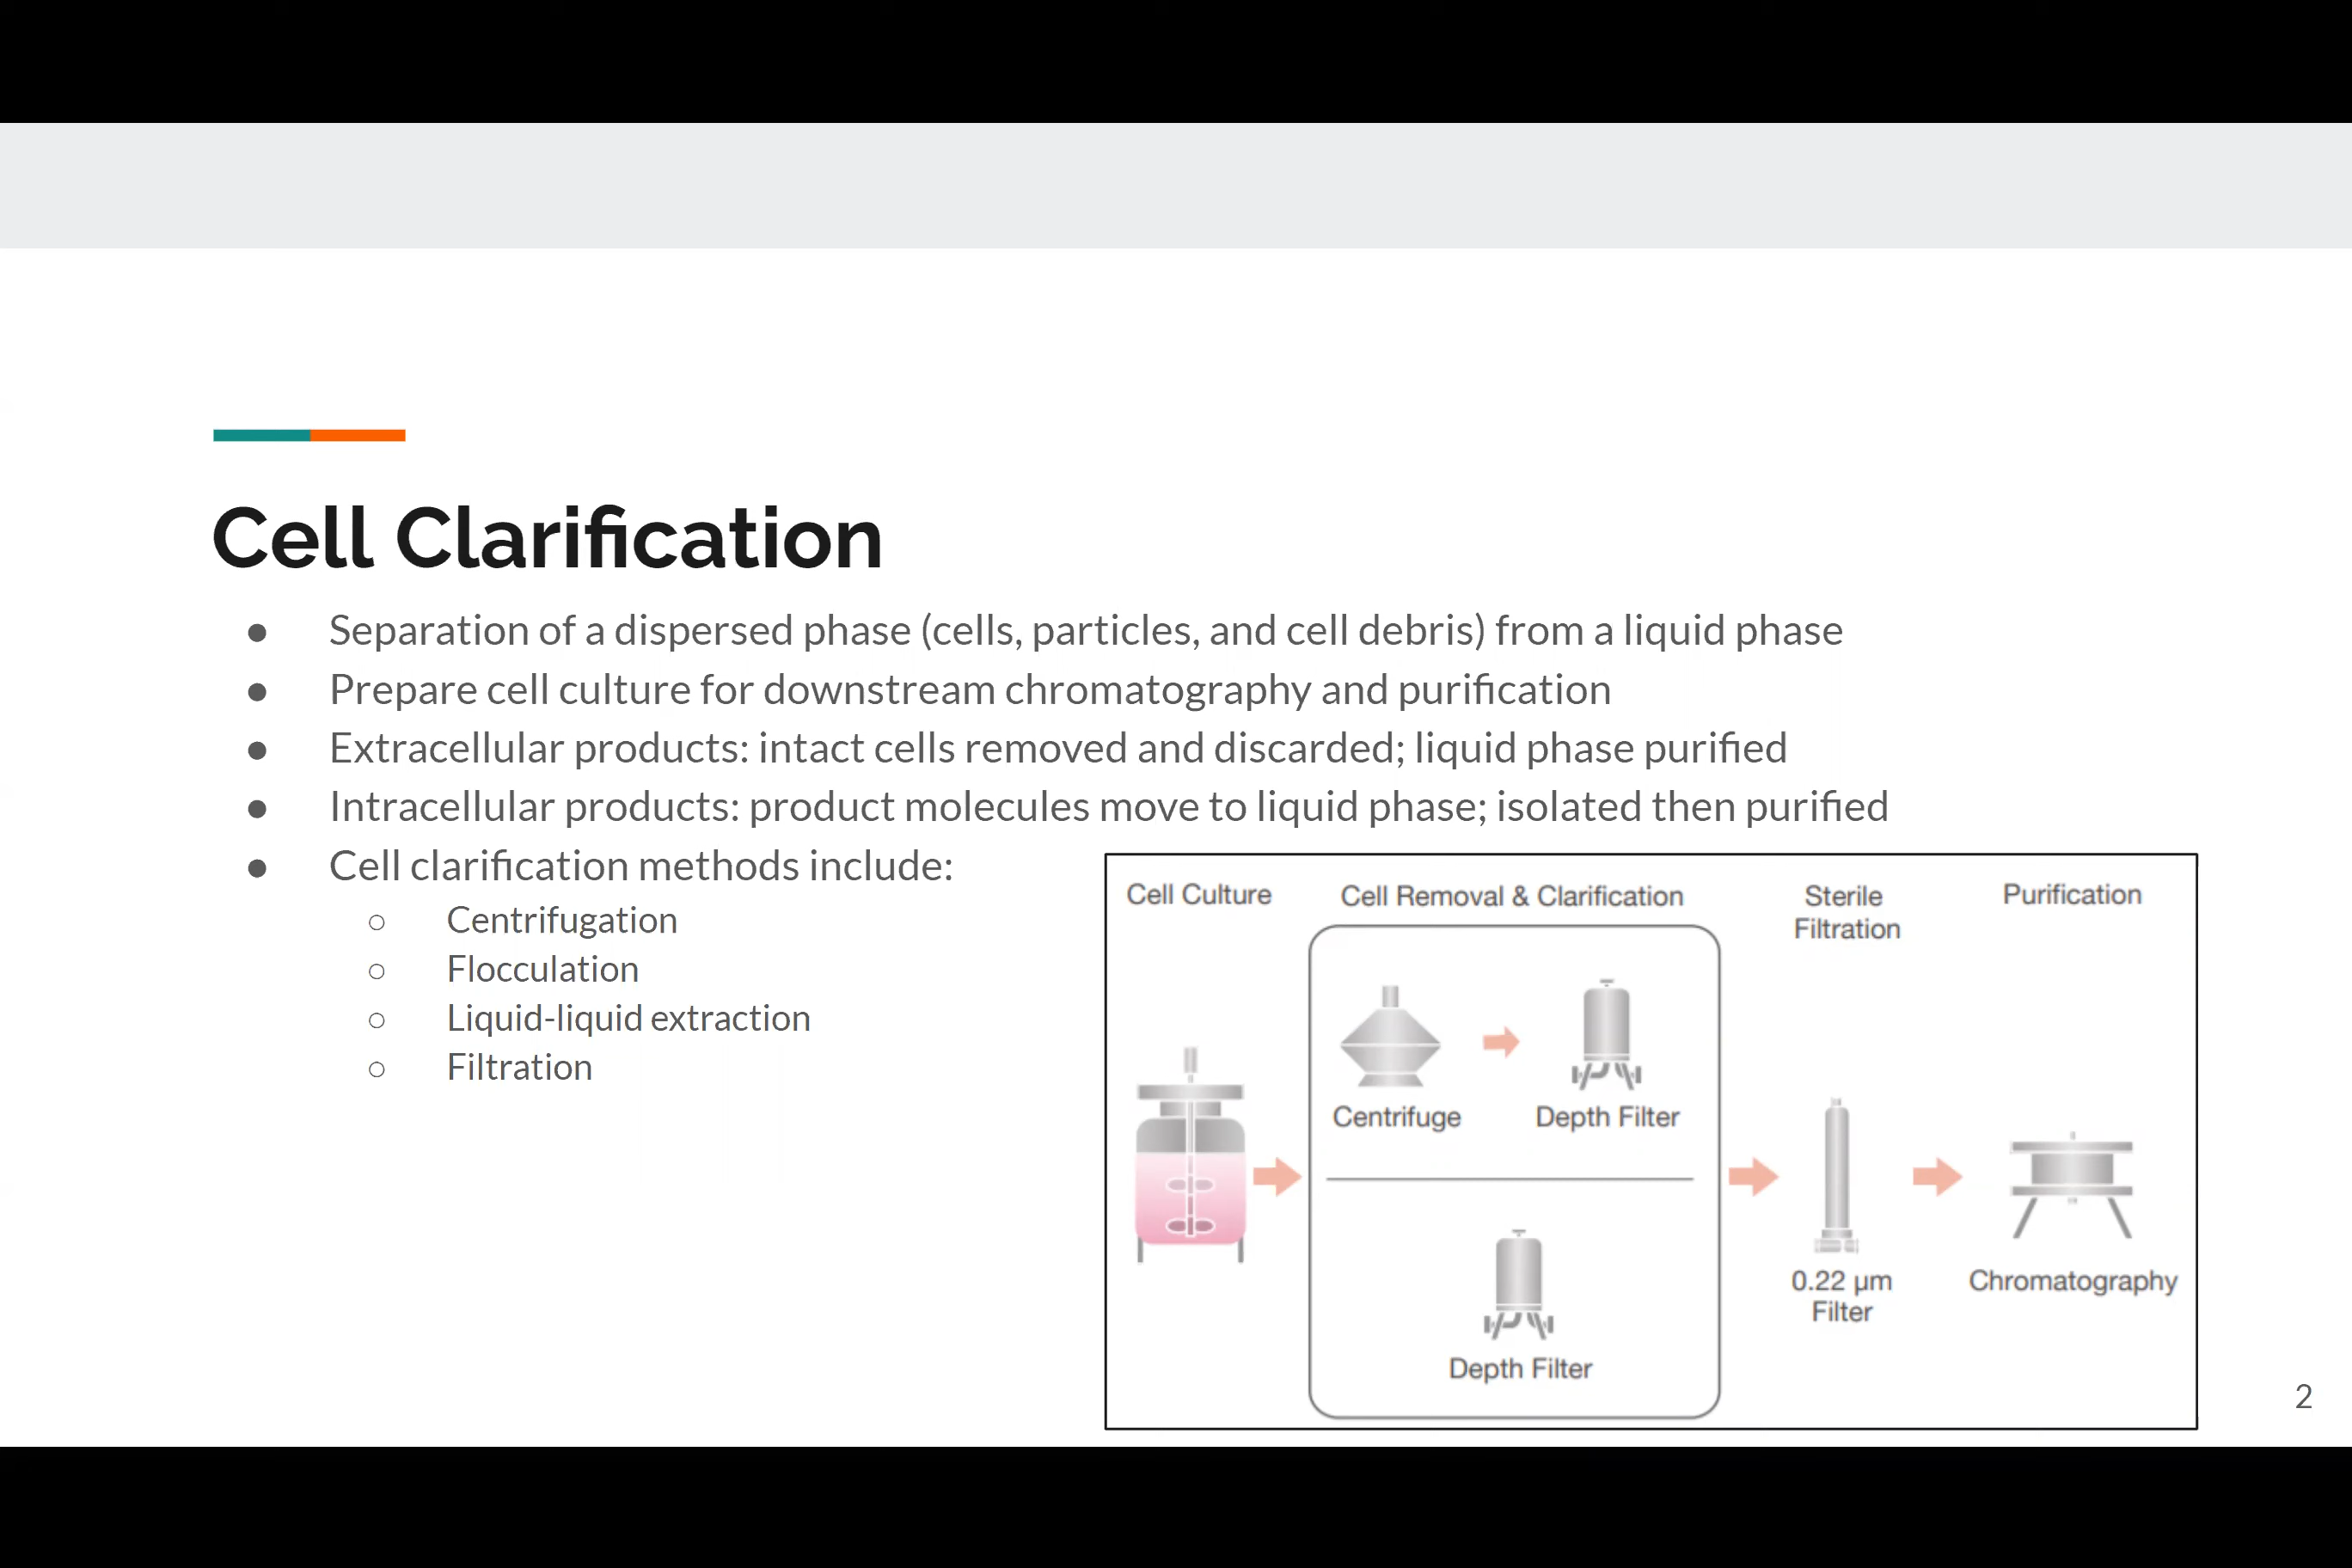 Cell Clarification
● Separation of a dispersed phase (cells, particles, and cell debris) from a liquid phase
● Prepare cell culture for downstream chromatography and purification
● Extracellular products: intact cells removed and discarded; liquid phase purified
● Intracellular products: product molecules move to liquid phase; isolated then purified
● Cell clarification methods include:
○ Centrifugation
○ Flocculation
○ Liquid-liquid extraction
○ Filtration
Cell Culture
Cell Removal & Clarification
Sterile
Filtration
Purification
Centrifuge
Depth Filter
Depth Filter
0.22 µm
Filter
Chromatography
2